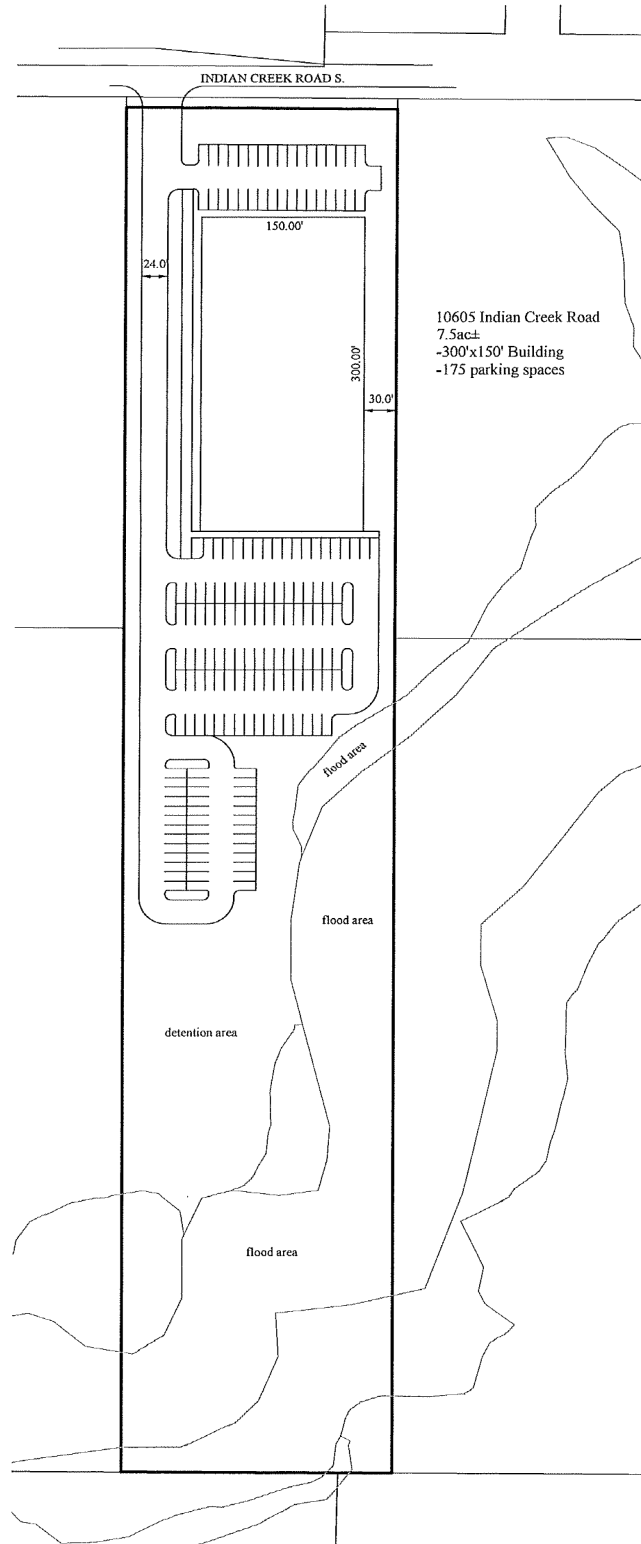 INDIAN CREEK ROAD S.
150.00'
24.0'
300.00'
30.0'
10605 Indian Creek Road
7.5ac±
-300'x150' Building
-175 parking spaces
flood area
flood area
detention area
flood area